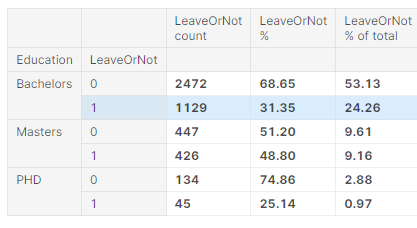 LeaveOrNot LeaveOrNot LeaveOrNot
count % % of total
Education LeaveOrNot
Bachelors 0 2472 68.65 53.13
1 1129 31.35 24.26
Masters 0 447 51.20 9.61
1 426 48.80 9.16
PHD 0 134 74.86 2.88
1 45 25.14 0.97